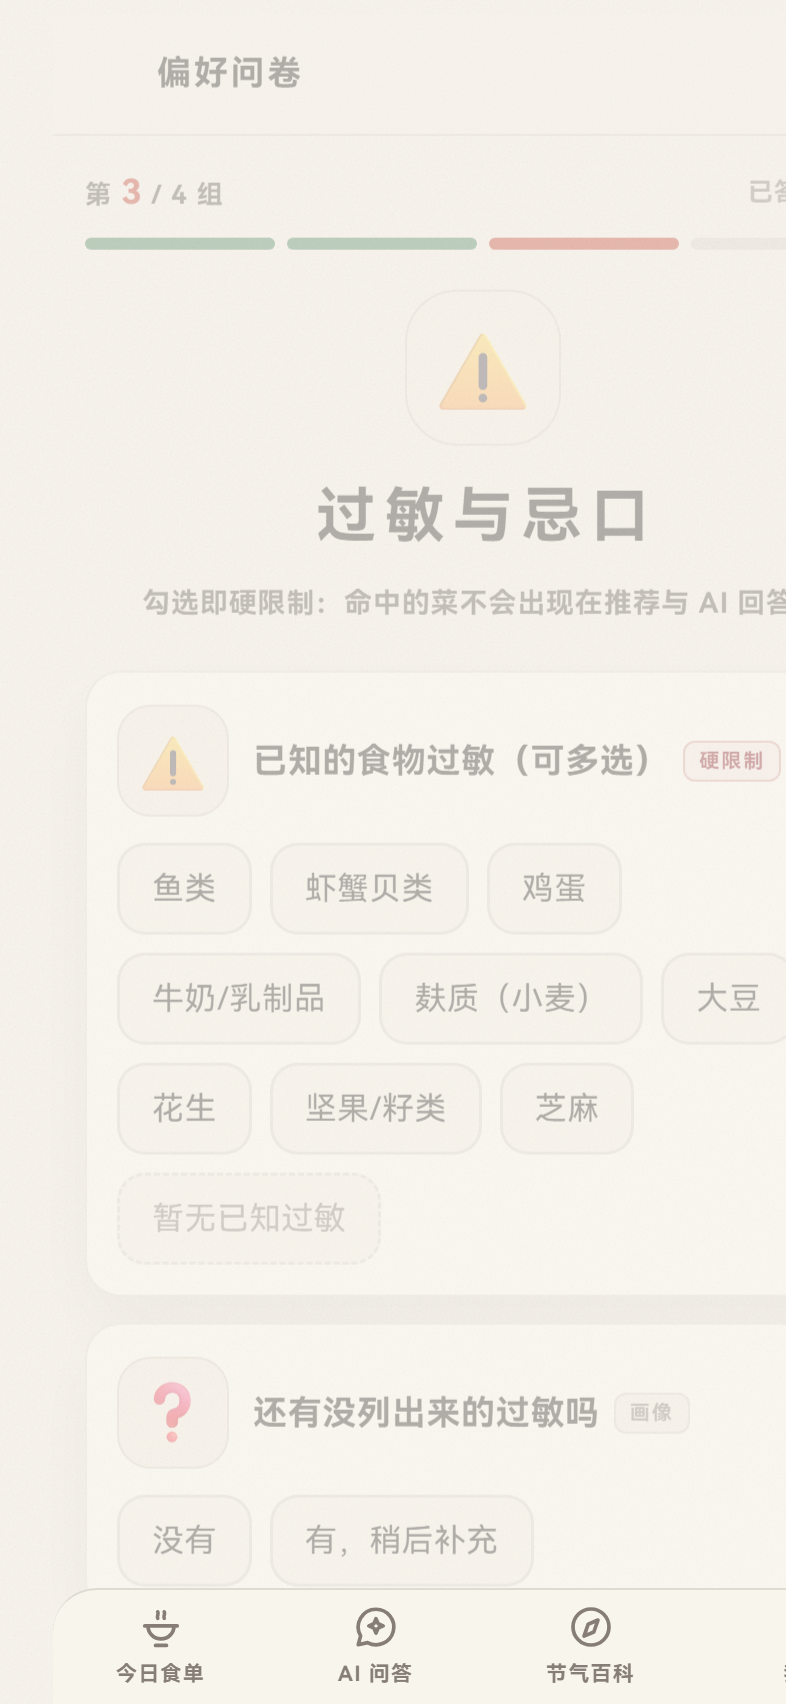 偏好问卷
第 3 / 4 组
已答
过敏与忌口
勾选即硬限制：命中的菜不会出现在推荐与 AI 回答
已知的食物过敏（可多选） 硬限制
鱼类 虾蟹贝类 鸡蛋
牛奶/乳制品 麸质（小麦） 大豆
花生 坚果/籽类 芝麻
暂无已知过敏
还有没列出来的过敏吗 画像
没有 有，稍后补充
今日食单 AI 问答 节气百科